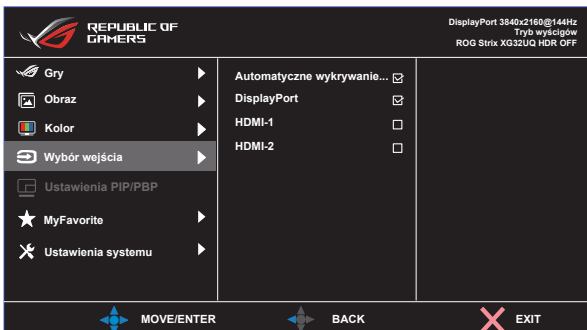 REPUBLIC OF
GAMERS
DisplayPort 3840x2160@144Hz
Tryb wyścigów
ROG Strix XG32UQ HDR OFF
Gry
Obraz
Kolor
Wybór wejścia
Ustawienia PIP/PBP
MyFavorite
Ustawienia systemu
Automatyczne wykrywanie...
DisplayPort
HDMI-1
HDMI-2
MOVE/ENTER
BACK
EXIT